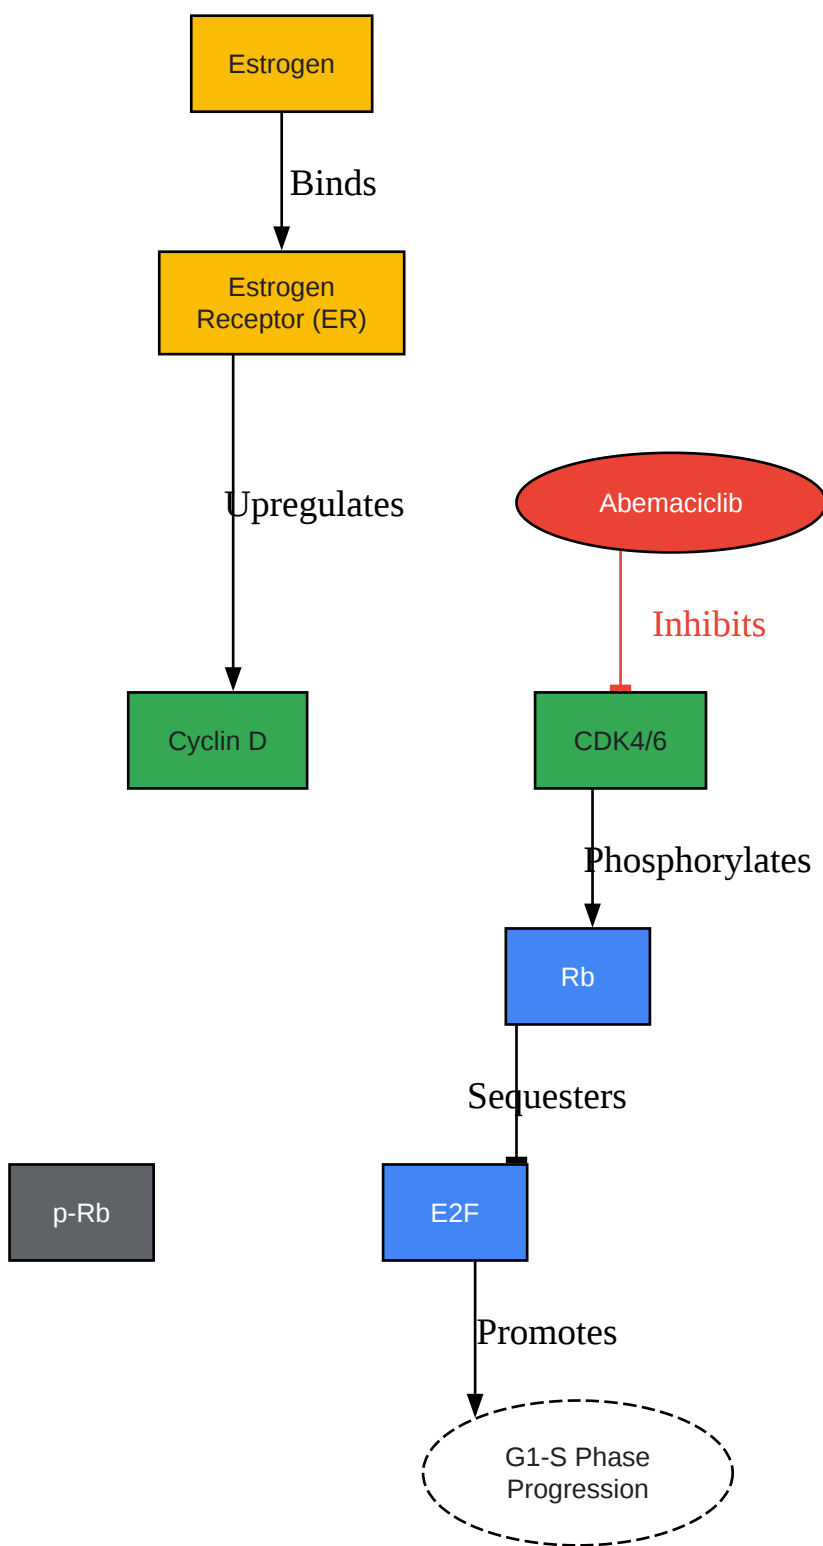 Estrogen
Binds
Estrogen
Receptor (ER)
Upregulates
Abemaciclib
Inhibits
Cyclin D
CDK4/6
Phosphorylates
Rb
Sequesters
p-Rb
E2F
Promotes
G1-S Phase
Progression